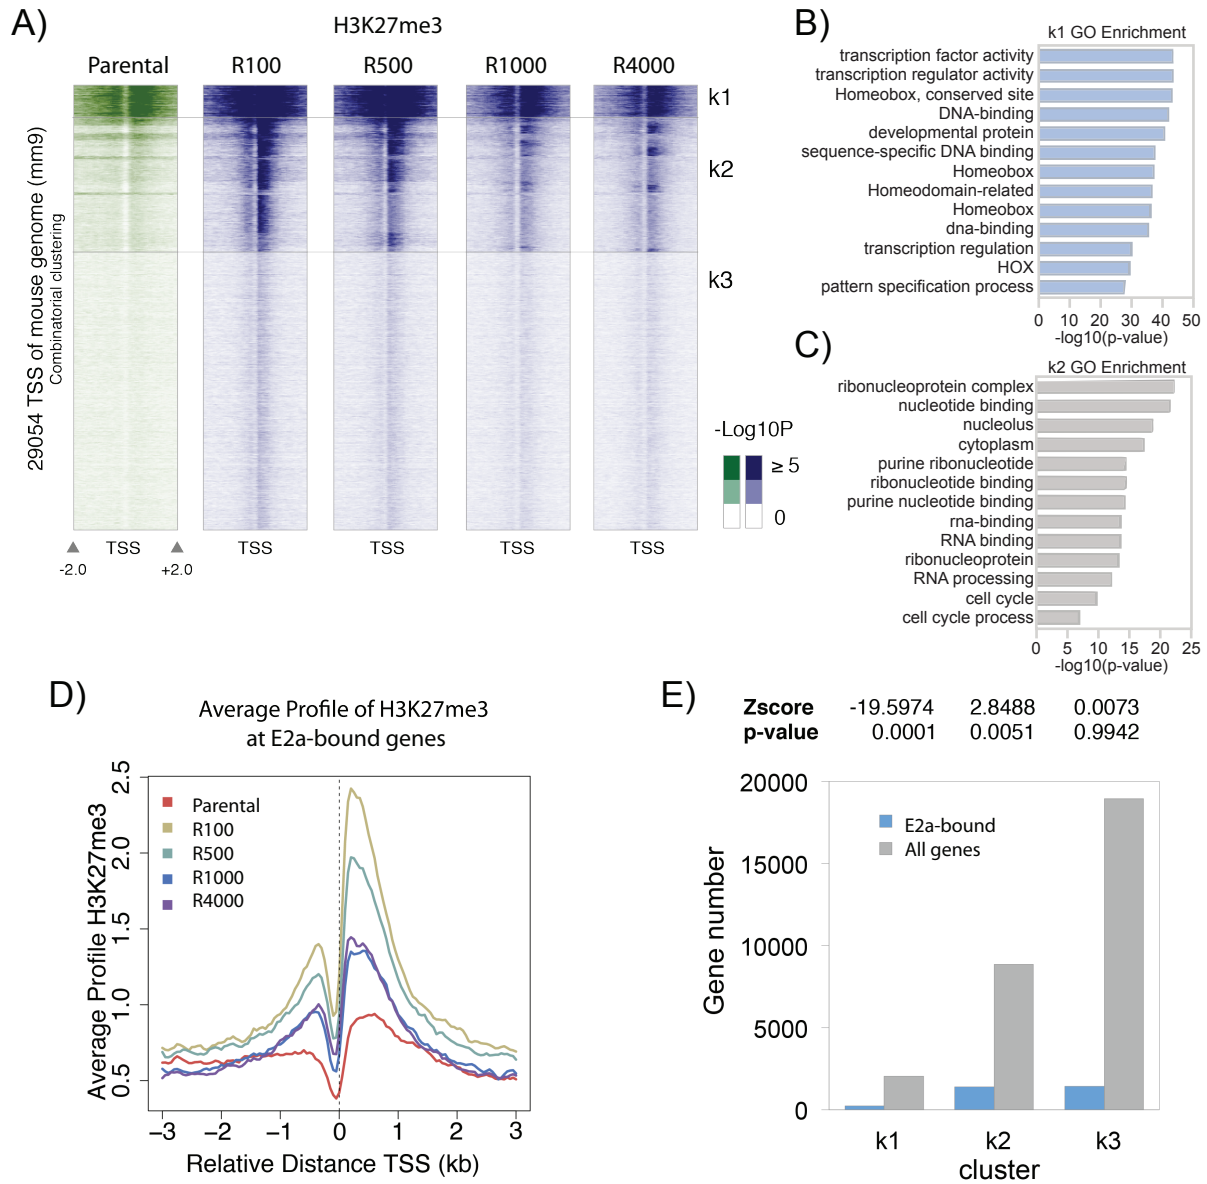 A)
H3K27me3
Parental
R100
R500
R1000
R4000
k1
k2
k3
29054 TSS of mouse genome (mm9)
Combinatorial clustering
-Log10P
≥ 5
0
TSS
TSS
TSS
TSS
TSS
-2.0
+2.0
B)
k1 GO Enrichment
transcription factor activity
transcription regulator activity
Homeobox, conserved site
DNA-binding
developmental protein
sequence-specific DNA binding
Homeobox
Homeodomain-related
Homeobox
dna-binding
transcription regulation
HOX
pattern specification process
0 10 20 30 40 50
-log10(p-value)
C)
k2 GO Enrichment
ribonucleoprotein complex
nucleotide binding
nucleolus
cytoplasm
purine ribonucleotide
ribonucleotide binding
purine nucleotide binding
rna-binding
RNA binding
ribonucleoprotein
RNA processing
cell cycle
cell cycle process
0 5 10 15 20 25
-log10(p-value)
D)
Average Profile of H3K27me3
at E2a-bound genes
Average Profile H3K27me3
2.5
2.0
1.5
1.0
0.5
Parental
R100
R500
R1000
R4000
−3 −2 −1 0 1 2 3
Relative Distance TSS (kb)
E)
Zscore -19.5974 2.8488 0.0073
p-value 0.0001 0.0051 0.9942
Gene number
20000
15000
10000
5000
0
E2a-bound
All genes
k1 k2 k3
cluster